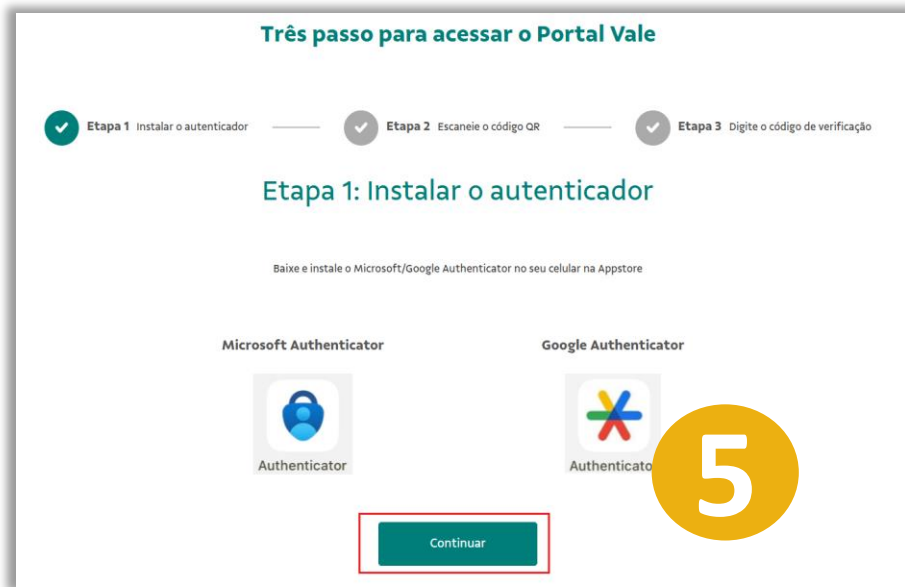 Três passo para acessar o Portal Vale
Etapa 1 Instalar o autenticador
Etapa 2 Escaneie o código QR
Etapa 3 Digite o código de verificação
Etapa 1: Instalar o autenticador
Baixe e instale o Microsoft/Google Authenticator no seu celular na Appstore
Microsoft Authenticator
Google Authenticator
Authenticator
Authenticato
5
Continuar